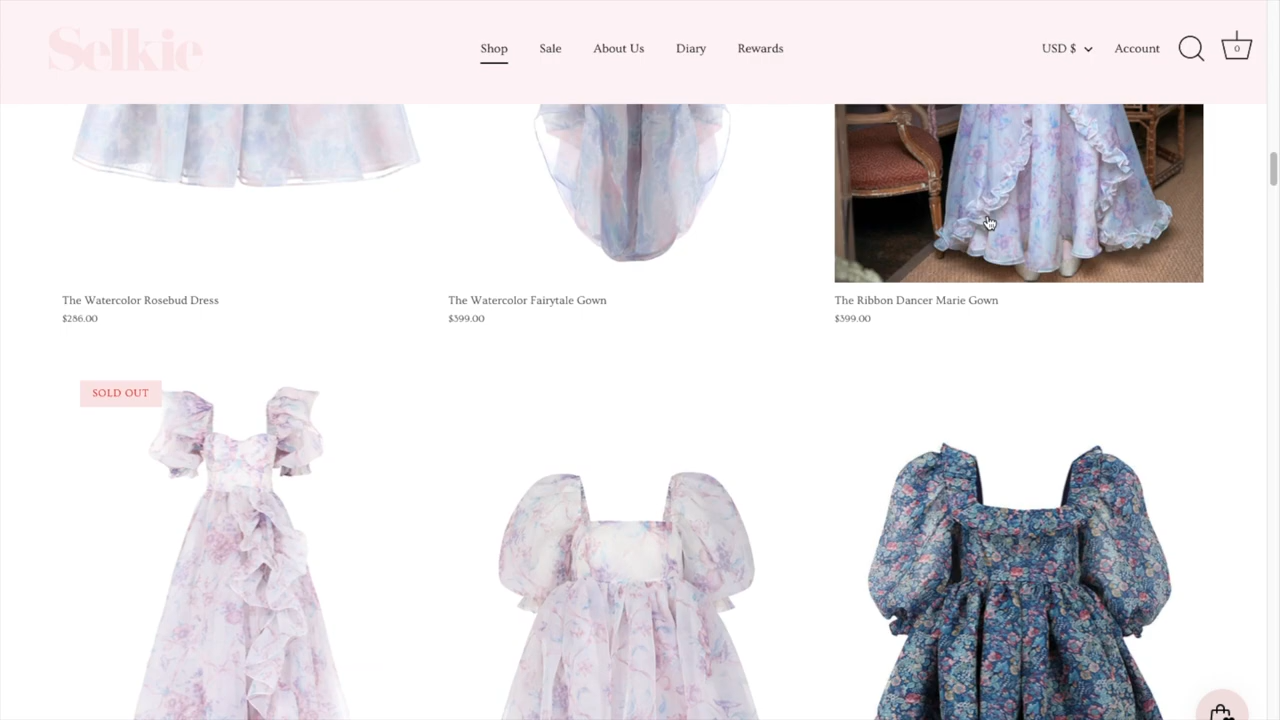 Selkie
Shop
Sale
About Us
Diary
Rewards
USD $
Account
0
The Watercolor Rosebud Dress
$286.00
The Watercolor Fairytale Gown
$399.00
The Ribbon Dancer Marie Gown
$399.00
SOLD OUT